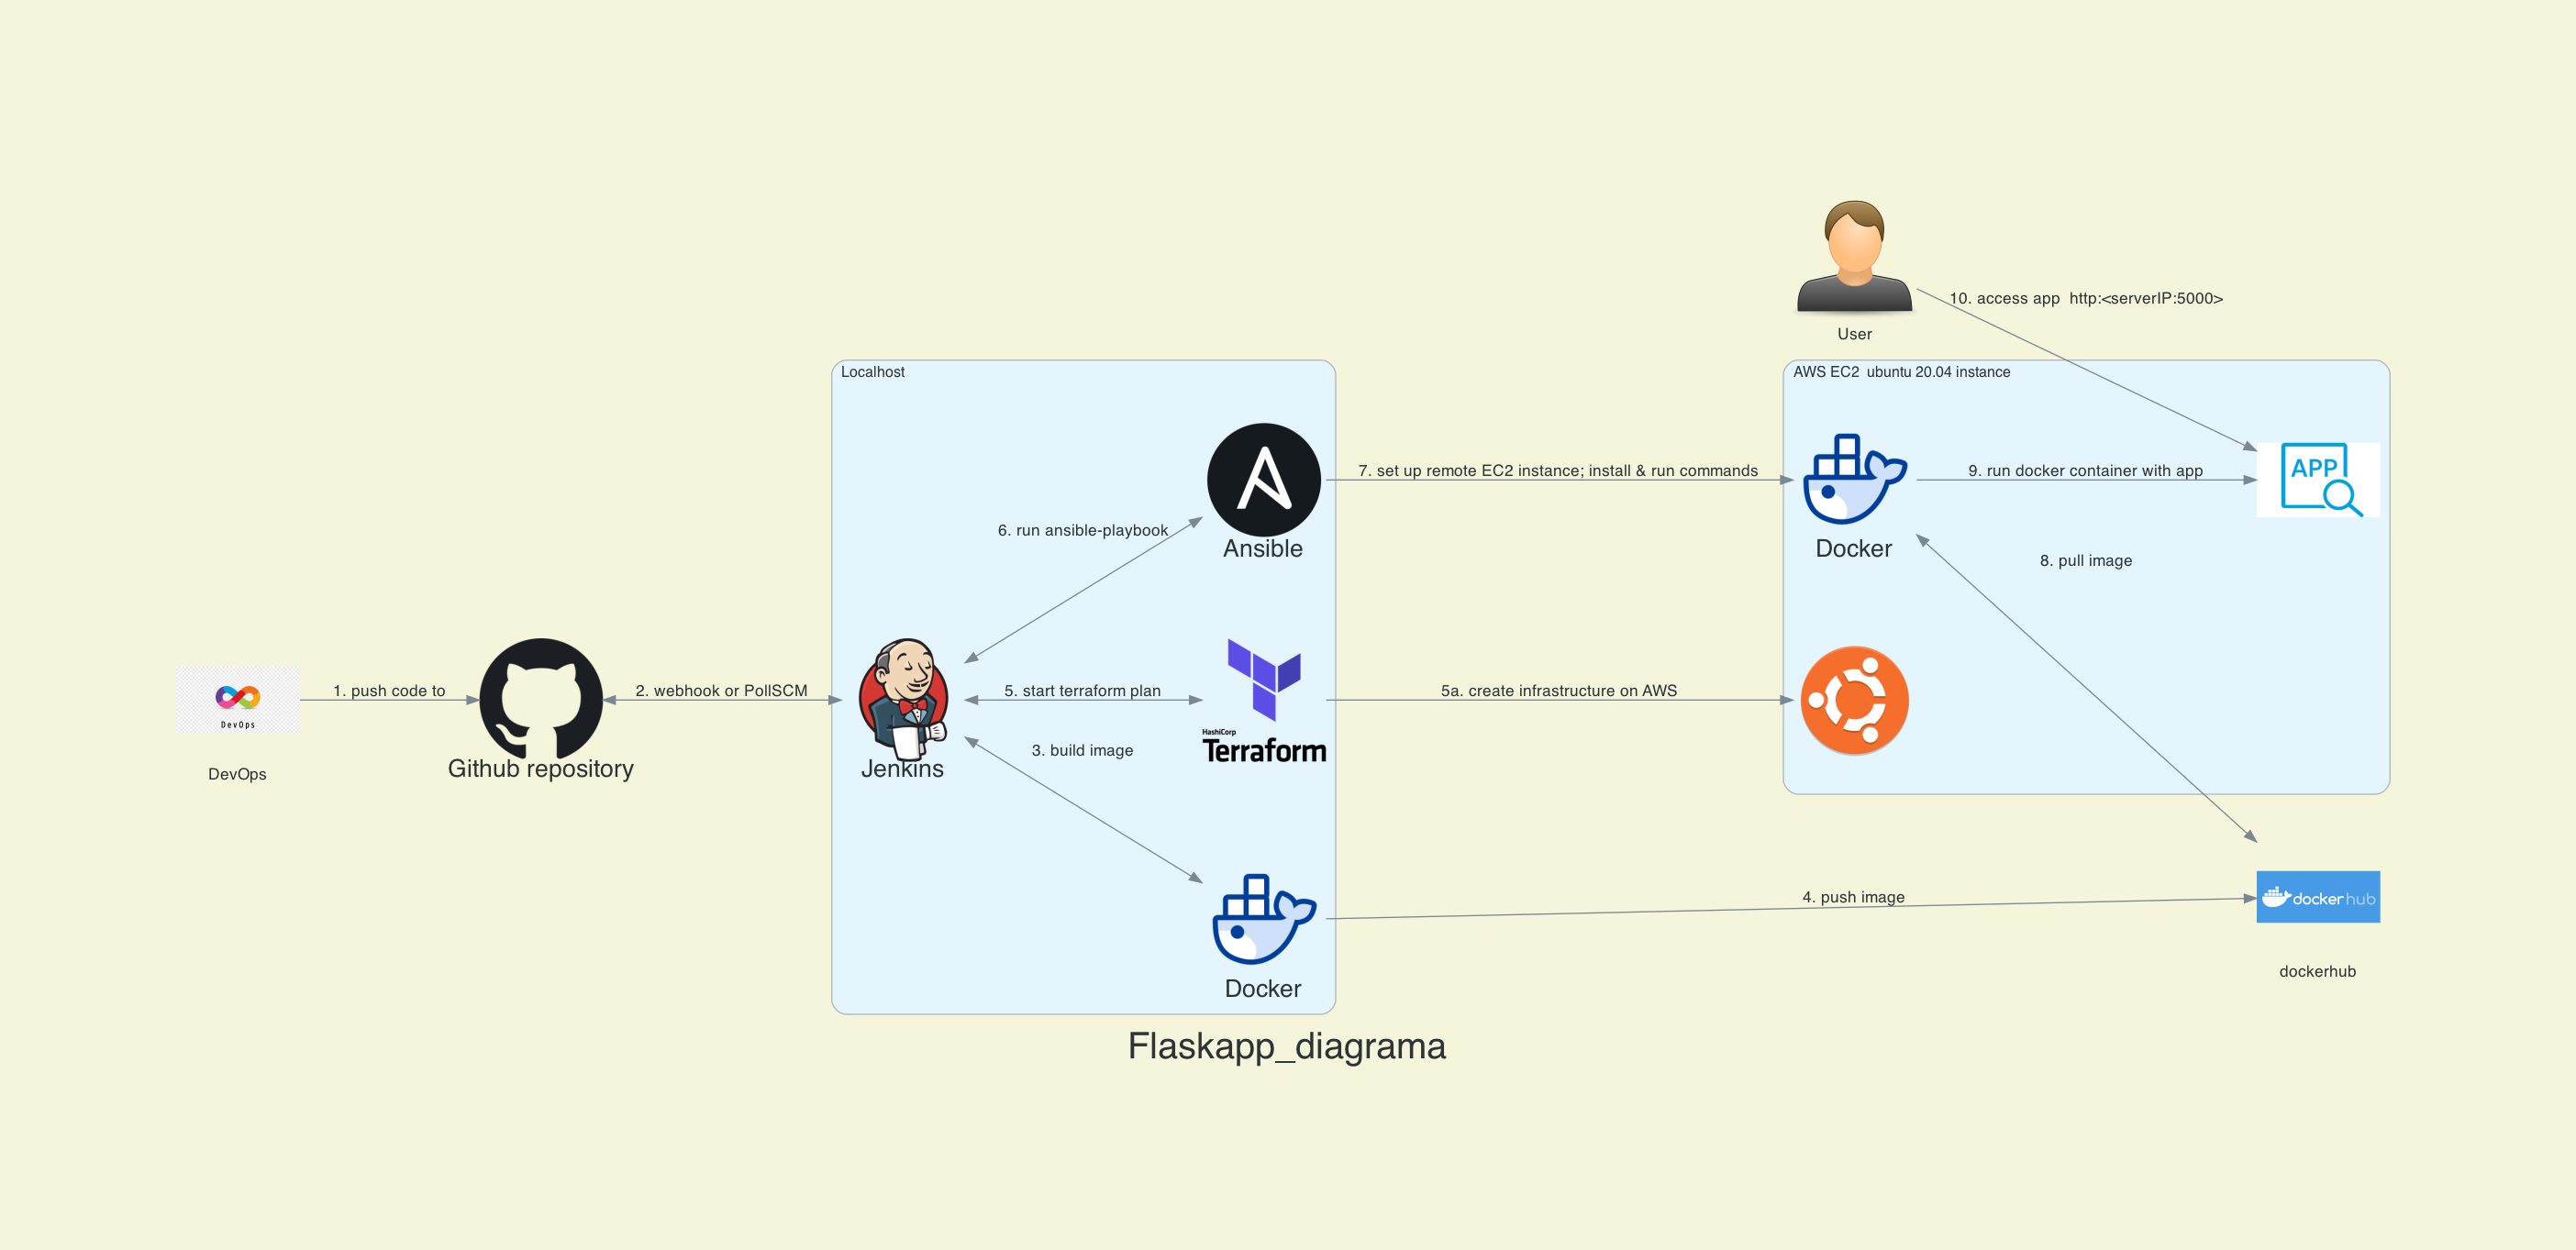 User
10. access app  http:<serverIP:5000>
Localhost
AWS EC2  ubuntu 20.04 instance
APP
7. set up remote EC2 instance; install & run commands
9. run docker container with app
6. run ansible-playbook
Ansible
Docker
8. pull image
DevOps
1. push code to
2. webhook or PollSCM
5. start terraform plan
5a. create infrastructure on AWS
HashiCorp
Terraform
3. build image
DevOps
Github repository
Jenkins
4. push image
docker hub
dockerhub
Docker
Flaskapp_diagrama